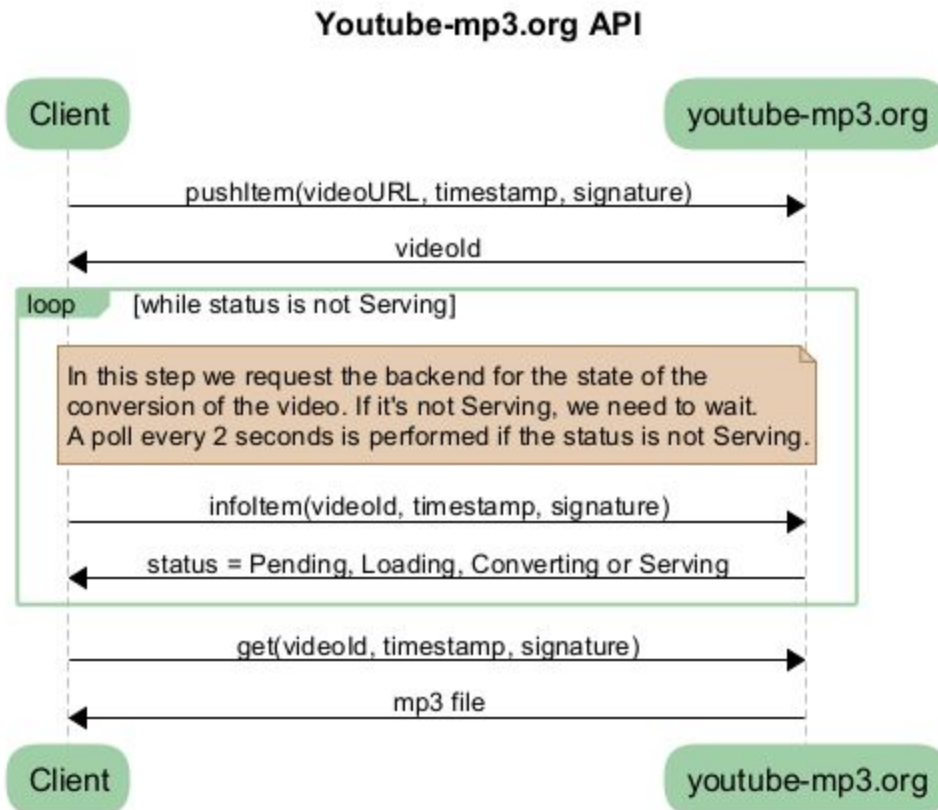 Youtube-mp3.org API
Client
youtube-mp3.org
pushItem(videoURL, timestamp, signature)
videoId
loop
[while status is not Serving]
In this step we request the backend for the state of the
conversion of the video. If it's not Serving, we need to wait.
A poll every 2 seconds is performed if the status is not Serving.
infoItem(videoId, timestamp, signature)
status = Pending, Loading, Converting or Serving
get(videoId, timestamp, signature)
mp3 file
Client
youtube-mp3.org